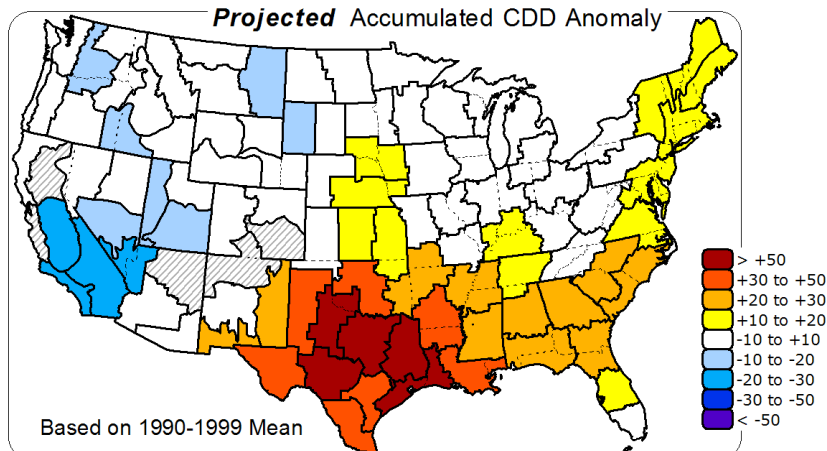 Projected Accumulated CDD Anomaly
> +50
+30 to +50
+20 to +30
+10 to +20
-10 to +10
-10 to -20
-20 to -30
-30 to -50
< -50
Based on 1990-1999 Mean